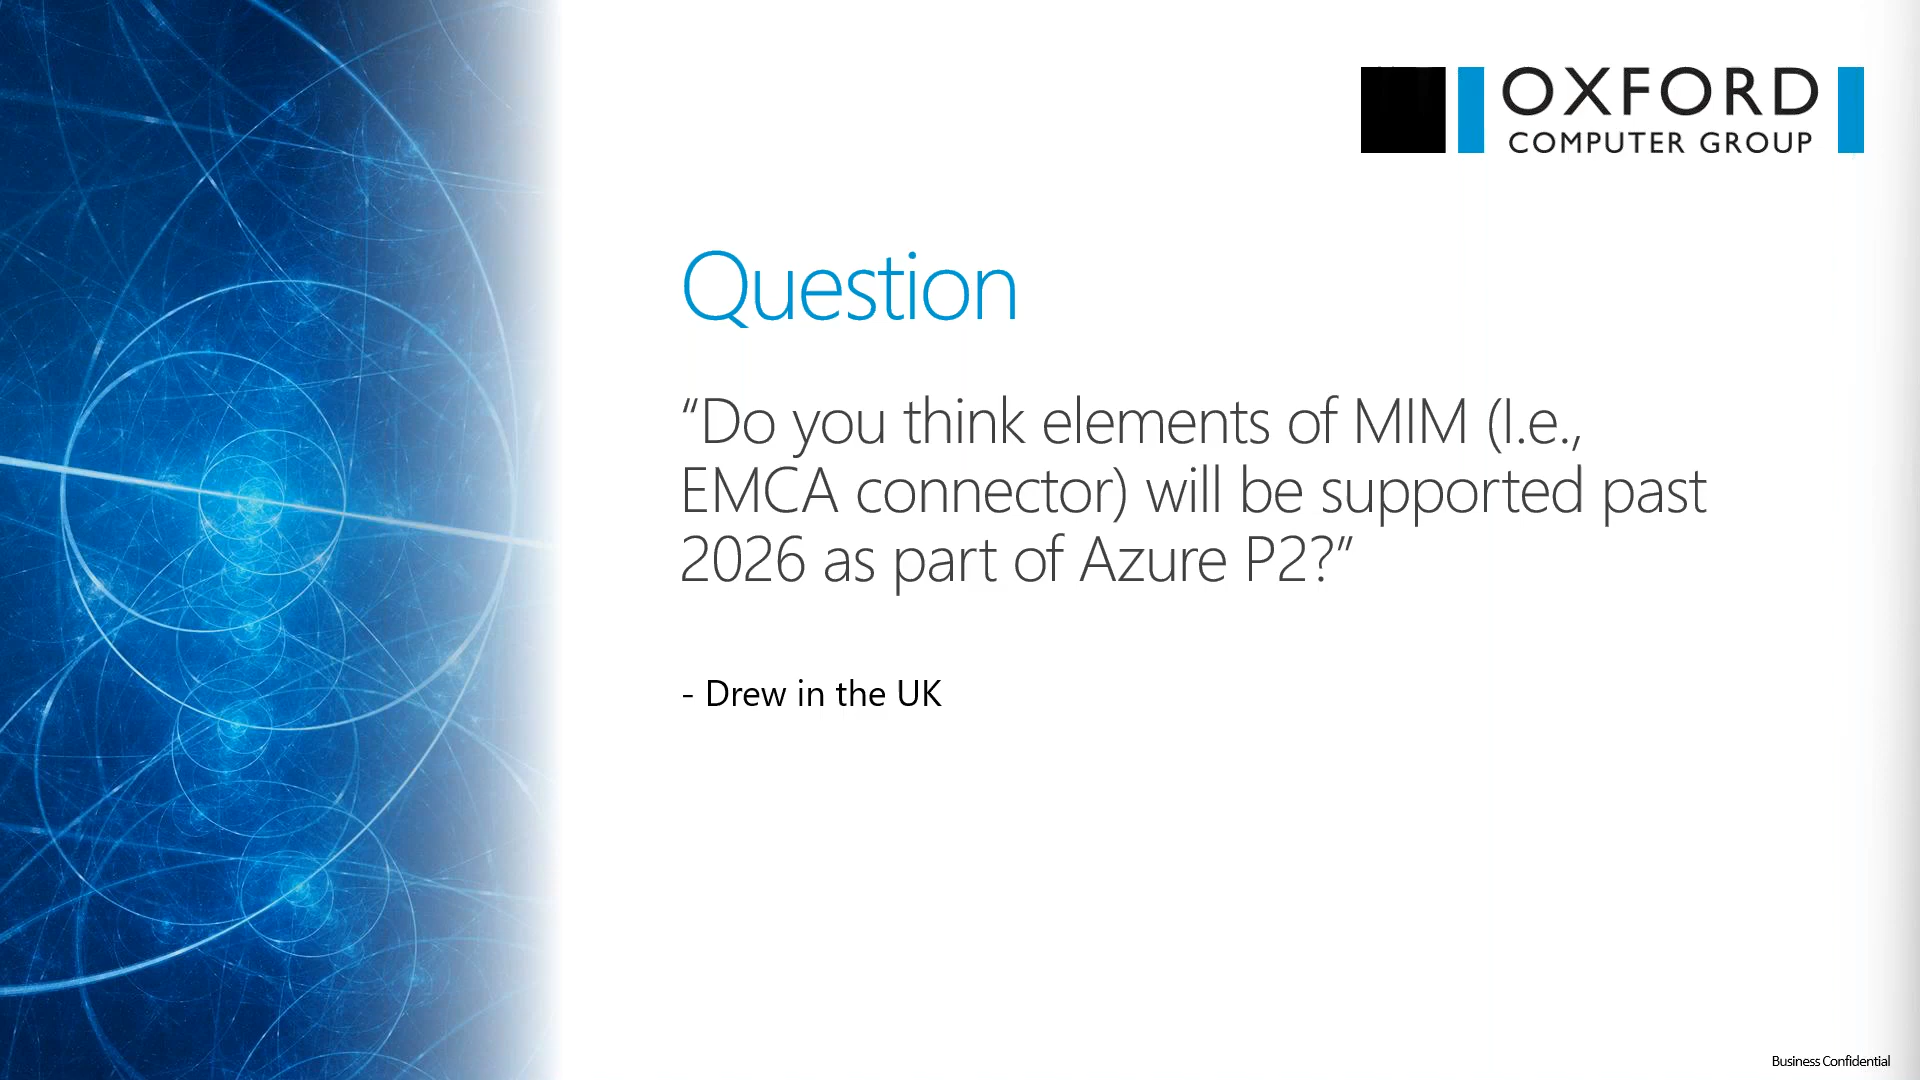 OXFORD
COMPUTER GROUP
Question
“Do you think elements of MIM (I.e.,
EMCA connector) will be supported past
2026 as part of Azure P2?”
- Drew in the UK
Business Confidential